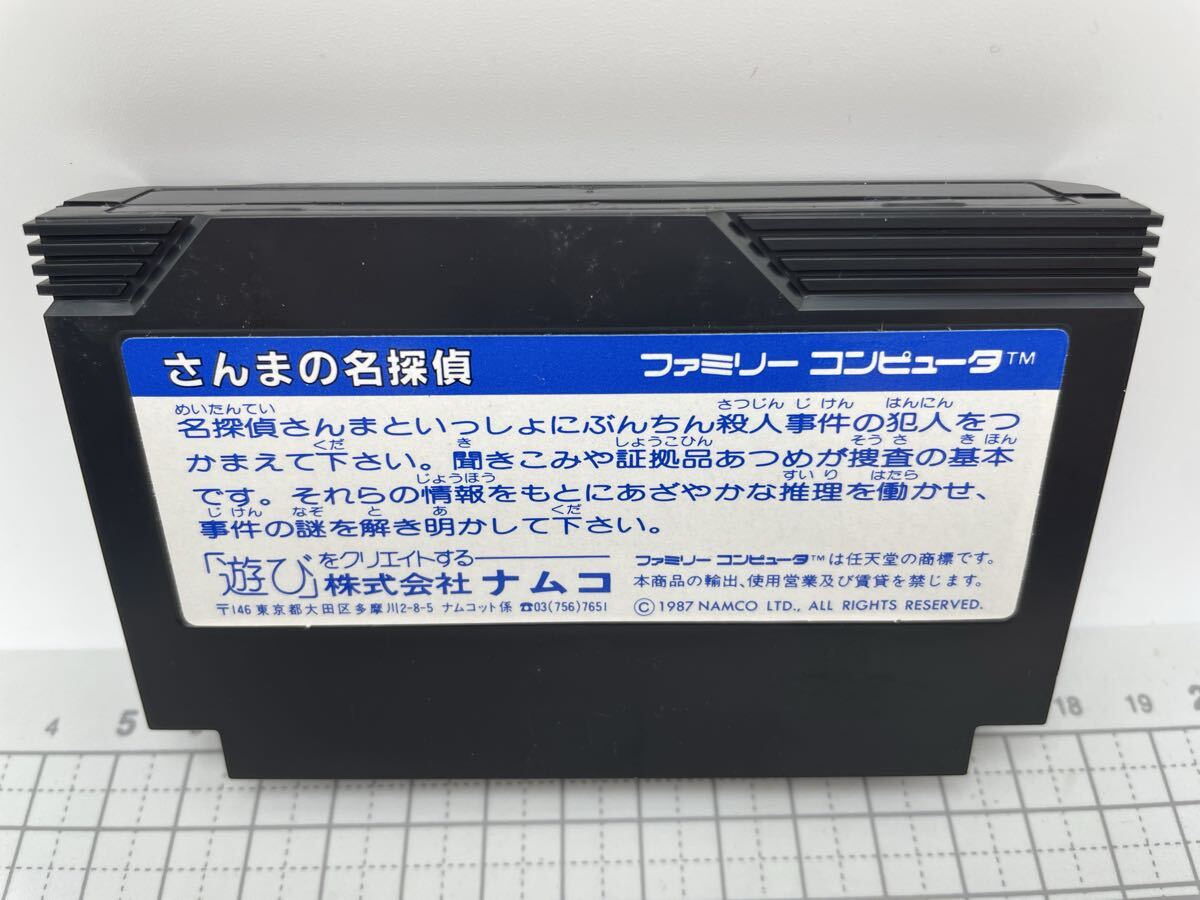 さんまの名探偵 ファミリー コンピュータ™
めいたんてい さつじん じ けん はんにん
名探偵さんまといっしょにぶんちん殺人事件の犯人をつ
くだ き しょうこひん そう さ き ほん
かまえて下さい。聞きこみや証拠品あつめが捜査の基本
じょうほう すい り はたら
です。それらの情報をもとにあざやかな推理を働かせ、
じ けん なぞ と あ くだ
事件の謎を解き明かして下さい。
「遊び」をクリエイトする
株式会社 ナムコ
〒146 東京都大田区多摩川2-8-5 ナムコット係 ☎03(756)7651
ファミリー コンピュータ™は任天堂の商標です。
本商品の輸出、使用営業及び賃貸を禁じます。
©1987 NAMCO LTD., ALL RIGHTS RESERVED.
4 5 18 19